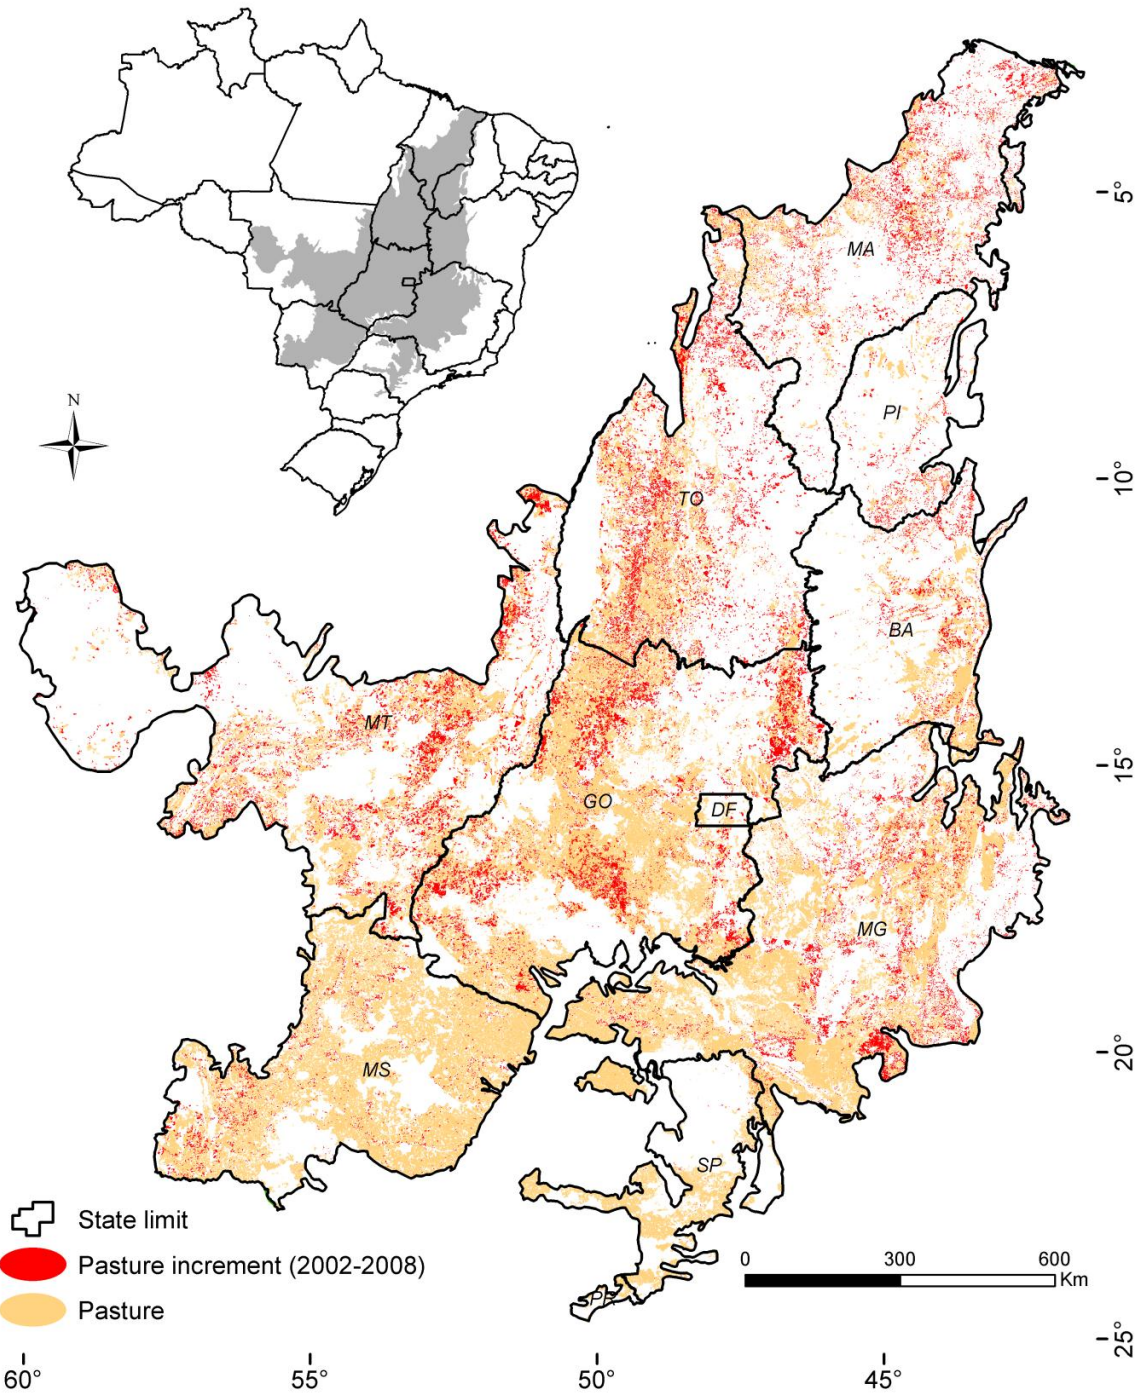 N
5°
MA
PI
10°
TO
BA
MT
15°
GO
DF
MG
20°
MS
SP
State limit
Pasture increment (2002-2008)
0 300 600
Km
Pasture
PR
25°
60° 55° 50° 45°